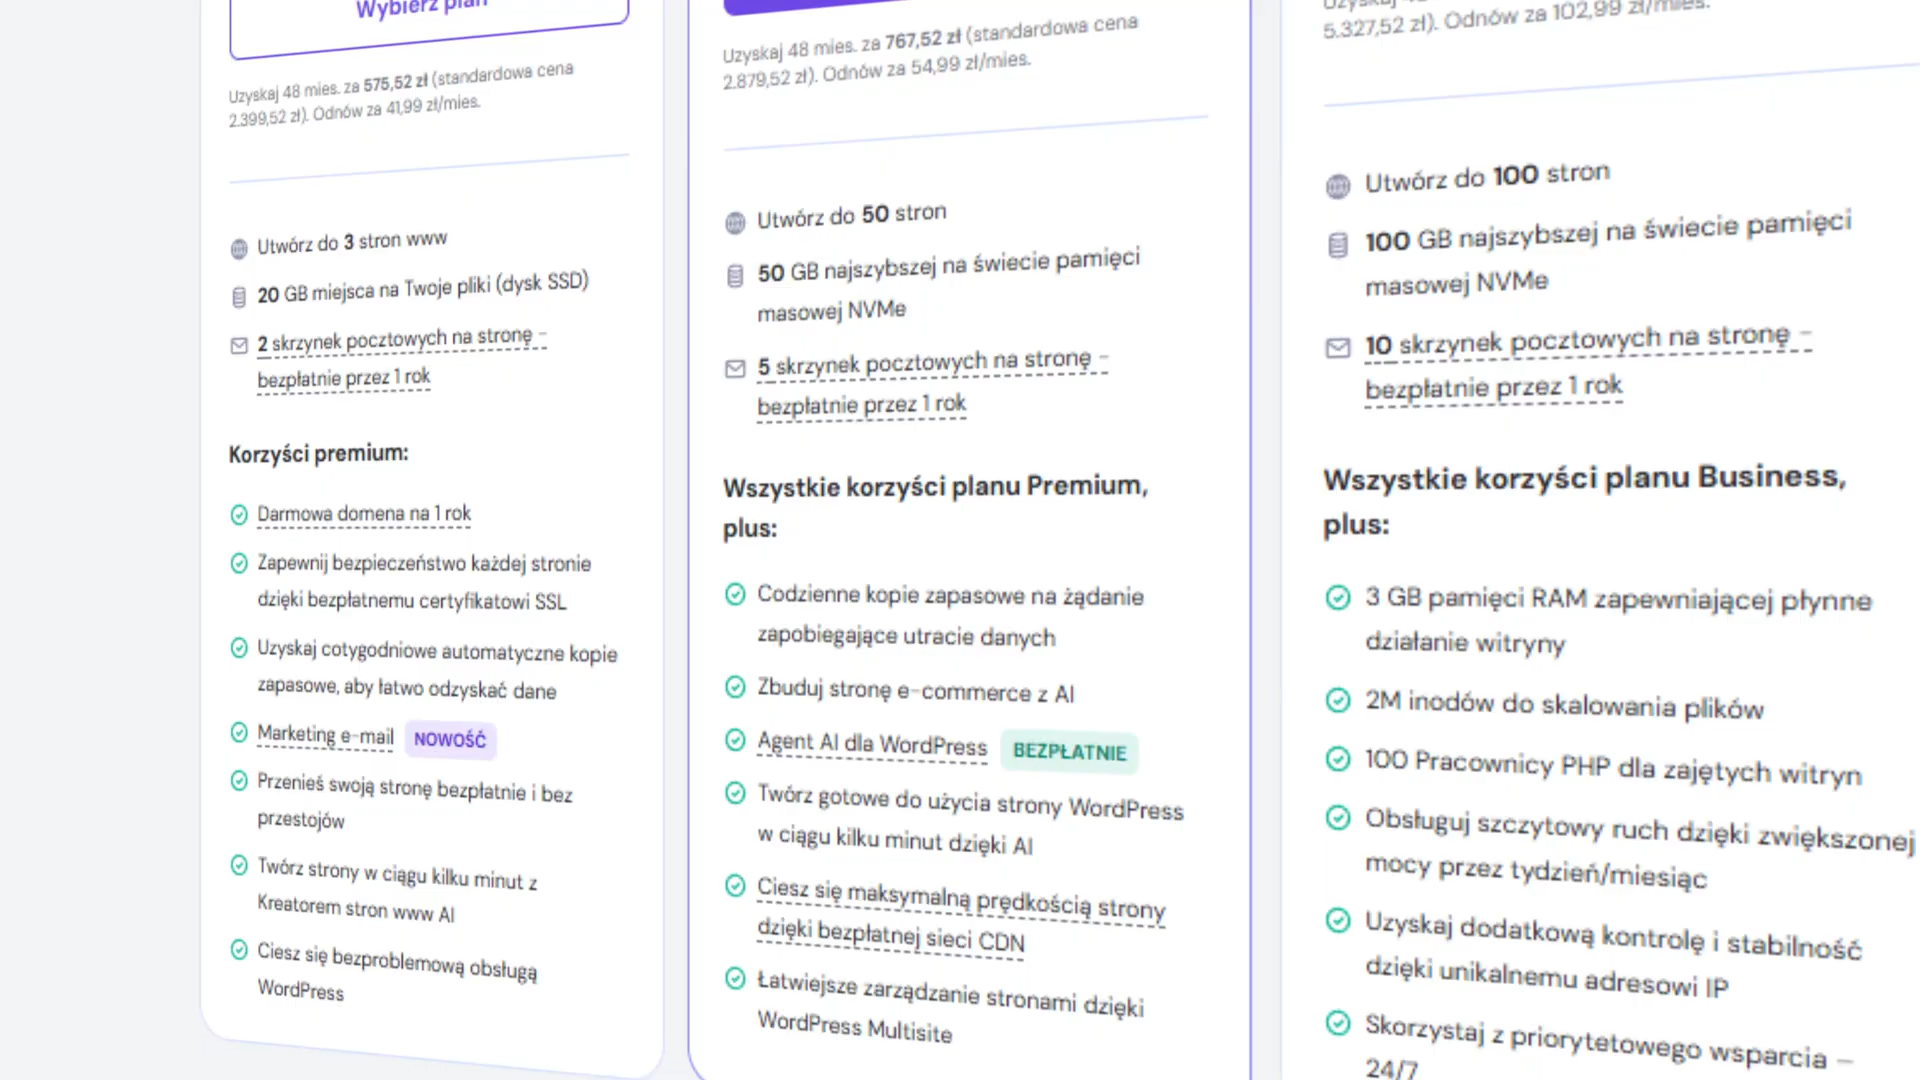 Wybierz plan
Uzyskaj 48 mies. za 575,52 zł (standardowa cena
2.399,52 zł). Odnów za 41,99 zł/mies.
Utwórz do 3 stron www
20 GB miejsca na Twoje pliki (dysk SSD)
2 skrzynek pocztowych na stronę –
bezpłatnie przez 1 rok
Korzyści premium:
Darmowa domena na 1 rok
Zapewnij bezpieczeństwo każdej stronie
dzięki bezpłatnemu certyfikatowi SSL
Uzyskaj cotygodniowe automatyczne kopie
zapasowe, aby łatwo odzyskać dane
Marketing e-mail NOWOŚĆ
Przenieś swoją stronę bezpłatnie i bez
przestojów
Twórz strony w ciągu kilku minut z
Kreatorem stron www AI
Ciesz się bezproblemową obsługą
WordPress
Uzyskaj 48 mies. za 767,52 zł (standardowa cena
2.879,52 zł). Odnów za 54,99 zł/mies.
Utwórz do 50 stron
50 GB najszybszej na świecie pamięci
masowej NVMe
5 skrzynek pocztowych na stronę –
bezpłatnie przez 1 rok
Wszystkie korzyści planu Premium,
plus:
Codzienne kopie zapasowe na żądanie
zapobiegające utracie danych
Zbuduj stronę e-commerce z AI
Agent AI dla WordPress BEZPŁATNIE
Twórz gotowe do użycia strony WordPress
w ciągu kilku minut dzięki AI
Ciesz się maksymalną prędkością strony
dzięki bezpłatnej sieci CDN
Łatwiejsze zarządzanie stronami dzięki
WordPress Multisite
5.327,52 zł). Odnów za 102,99 zł/mies.
Utwórz do 100 stron
100 GB najszybszej na świecie pamięci
masowej NVMe
10 skrzynek pocztowych na stronę –
bezpłatnie przez 1 rok
Wszystkie korzyści planu Business,
plus:
3 GB pamięci RAM zapewniającej płynne
działanie witryny
2M inodów do skalowania plików
100 Pracownicy PHP dla zajętych witryn
Obsługuj szczytowy ruch dzięki zwiększonej
mocy przez tydzień/miesiąc
Uzyskaj dodatkową kontrolę i stabilność
dzięki unikalnemu adresowi IP
Skorzystaj z priorytetowego wsparcia –
24/7